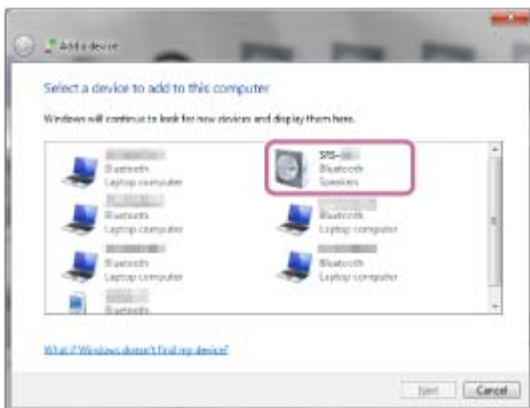 Add a device
Select a device to add to this computer
Windows will continue to look for new devices and display them here.
Bluetooth
Laptop computer
SRS-
Bluetooth
Speakers
Bluetooth
Laptop computer
Bluetooth
Laptop computer
Bluetooth
Laptop computer
Bluetooth
Laptop computer
Bluetooth
What if Windows doesn't find my device?
Next
Cancel